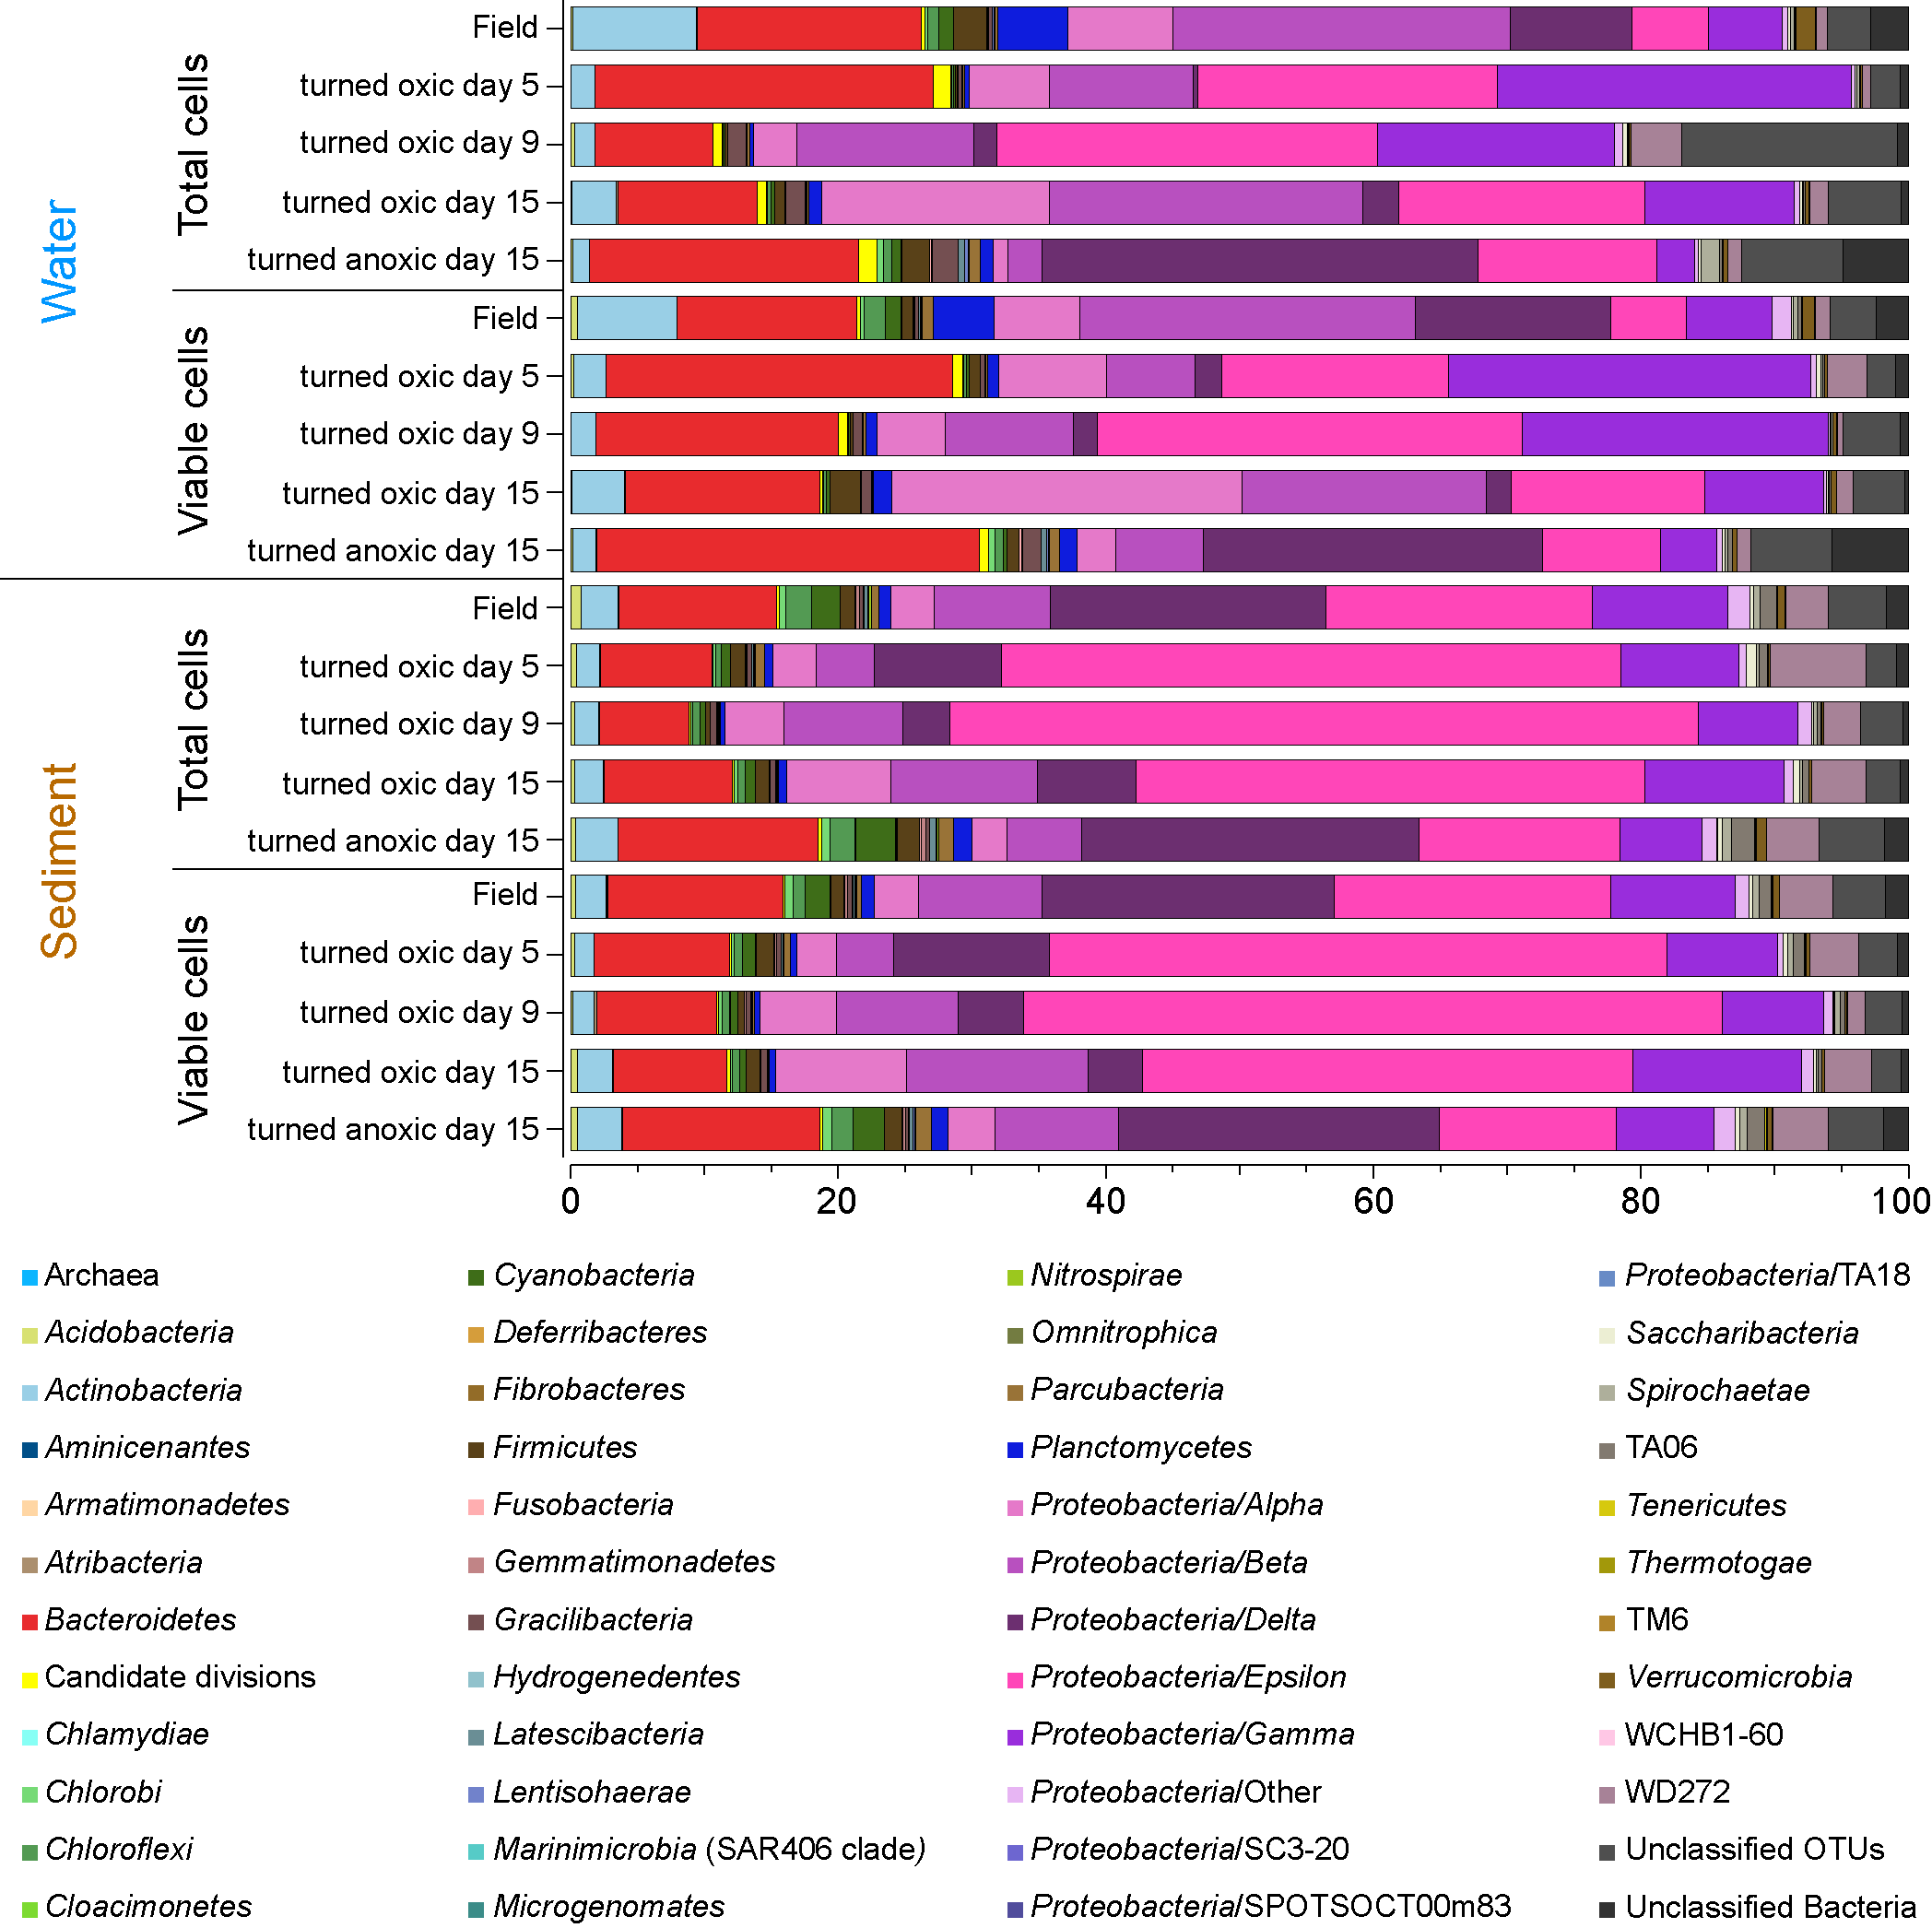 Water
Total cells
Field
turned oxic day 5
turned oxic day 9
turned oxic day 15
turned anoxic day 15
Viable cells
Field
turned oxic day 5
turned oxic day 9
turned oxic day 15
turned anoxic day 15
Sediment
Total cells
Field
turned oxic day 5
turned oxic day 9
turned oxic day 15
turned anoxic day 15
Viable cells
Field
turned oxic day 5
turned oxic day 9
turned oxic day 15
turned anoxic day 15
0 20 40 60 80 100
Archaea
Acidobacteria
Actinobacteria
Aminicenantes
Armatimonadetes
Atribacteria
Bacteroidetes
Candidate divisions
Chlamydiae
Chlorobi
Chloroflexi
Cloacimonetes
Cyanobacteria
Deferribacteres
Fibrobacteres
Firmicutes
Fusobacteria
Gemmatimonadetes
Gracilibacteria
Hydrogenedentes
Latescibacteria
Lentisohaerae
Marinimicrobia (SAR406 clade)
Microgenomates
Nitrospirae
Omnitrophica
Parcubacteria
Planctomycetes
Proteobacteria/Alpha
Proteobacteria/Beta
Proteobacteria/Delta
Proteobacteria/Epsilon
Proteobacteria/Gamma
Proteobacteria/Other
Proteobacteria/SC3-20
Proteobacteria/SPOTSOCT00m83
Proteobacteria/TA18
Saccharibacteria
Spirochaetae
TA06
Tenericutes
Thermotogae
TM6
Verrucomicrobia
WCHB1-60
WD272
Unclassified OTUs
Unclassified Bacteria